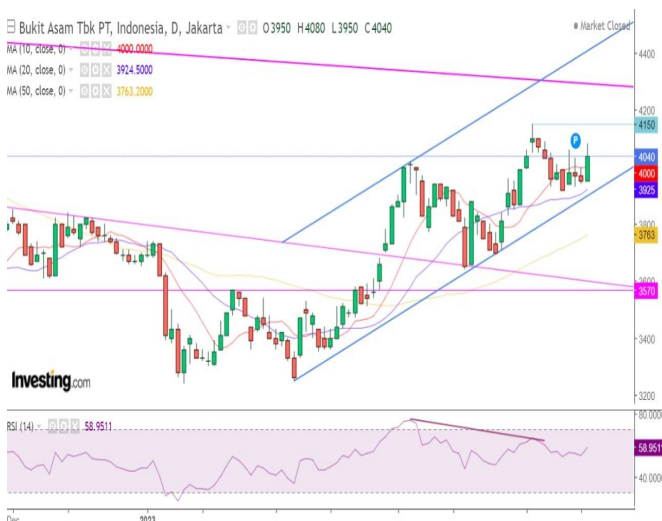 Bukit Asam Tbk PT, Indonesia, D, Jakarta O3950 H4080 L3950 C4040
Market Closed
MA (10, close, 0) 4000.0000
MA (20, close, 0) 3924.5000
MA (50, close, 0) 3763.2000
4400
4200
4150
P
4040
4000
3925
3800
3763
3570
3400
3200
Investing.com
RSI (14) 58.9511
80.0000
58.9511
40.0000
Dec 2023